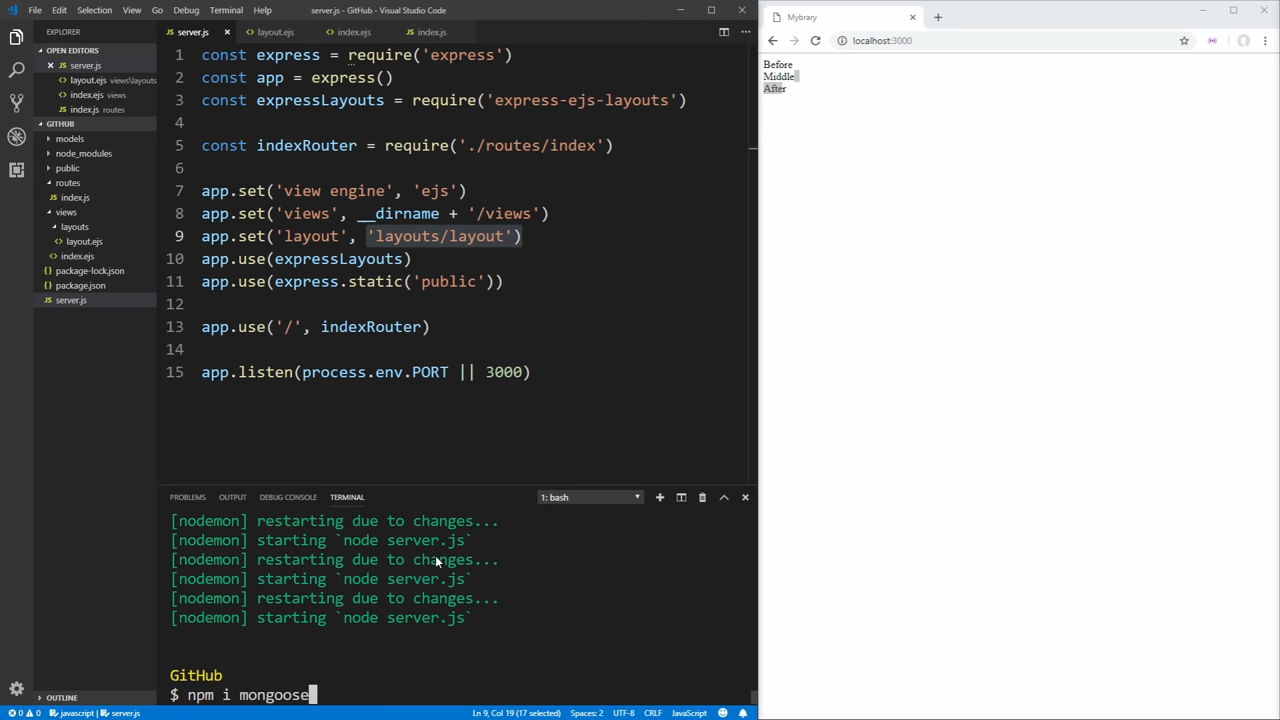 File Edit Selection View Go Debug Terminal Help
server.js - GitHub - Visual Studio Code
EXPLORER
OPEN EDITORS
server.js
layout.ejs views\layouts
index.ejs views
index.js routes
GITHUB
models
node_modules
public
routes
index.js
views
layouts
layout.ejs
index.ejs
package-lock.json
package.json
server.js
OUTLINE
server.js layout.ejs index.ejs index.js
1 const express = require('express')
2 const app = express()
3 const expressLayouts = require('express-ejs-layouts')
4
5 const indexRouter = require('./routes/index')
6
7 app.set('view engine', 'ejs')
8 app.set('views', __dirname + '/views')
9 app.set('layout', 'layouts/layout')
10 app.use(expressLayouts)
11 app.use(express.static('public'))
12
13 app.use('/', indexRouter)
14
15 app.listen(process.env.PORT || 3000)
PROBLEMS OUTPUT DEBUG CONSOLE TERMINAL
1: bash
[nodemon] restarting due to changes...
[nodemon] starting `node server.js`
[nodemon] restarting due to changes...
[nodemon] starting `node server.js`
[nodemon] restarting due to changes...
[nodemon] starting `node server.js`
GitHub
$ npm i mongoose
0 0 javascript | server.js
Ln 9, Col 19 (17 selected) Spaces: 2 UTF-8 CRLF JavaScript
Mybrary
localhost:3000
Before
Middle
After